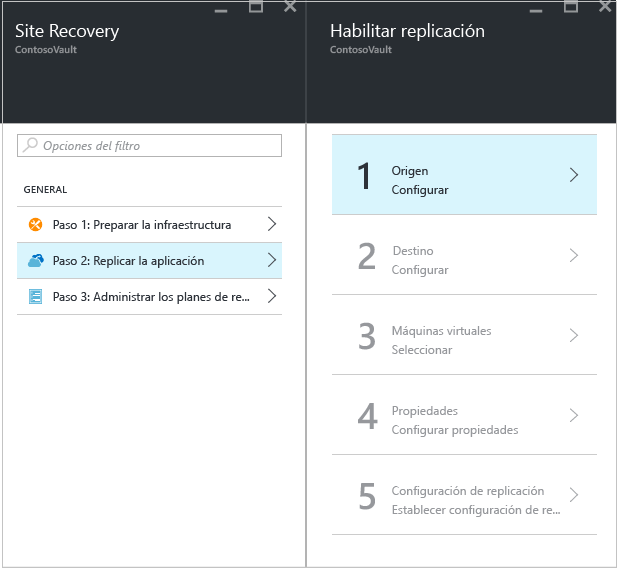 Site Recovery
ContosoVault
Opciones del filtro
GENERAL
Paso 1: Preparar la infraestructura
Paso 2: Replicar la aplicación
Paso 3: Administrar los planes de re...
Habilitar replicación
ContosoVault
1
Origen
Configurar
2
Destino
Configurar
3
Máquinas virtuales
Seleccionar
4
Propiedades
Configurar propiedades
5
Configuración de replicación
Establecer configuración de re...